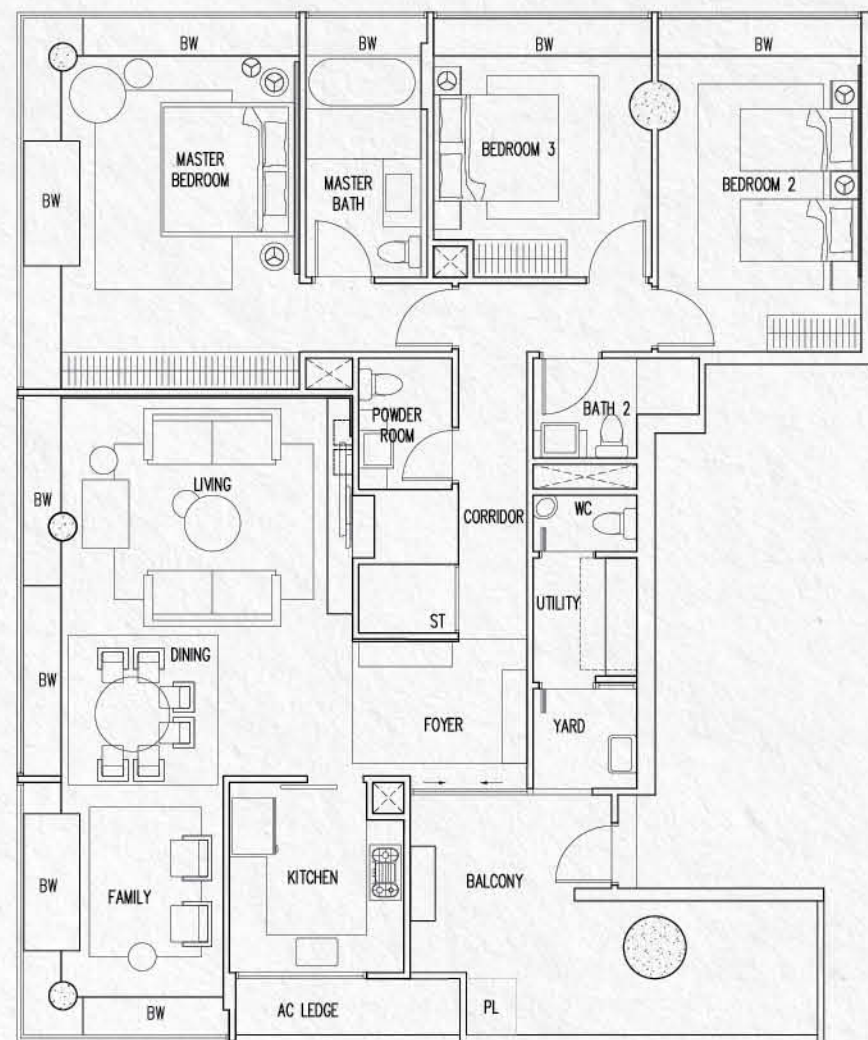 BW
BW
BW
BW
MASTER
BEDROOM
MASTER
BATH
BEDROOM 3
BEDROOM 2
BW
POWDER
ROOM
BATH 2
LIVING
BW
CORRIDOR
WC
UTILITY
ST
DINING
BW
FOYER
YARD
KITCHEN
BALCONY
BW
FAMILY
BW
AC LEDGE
PL